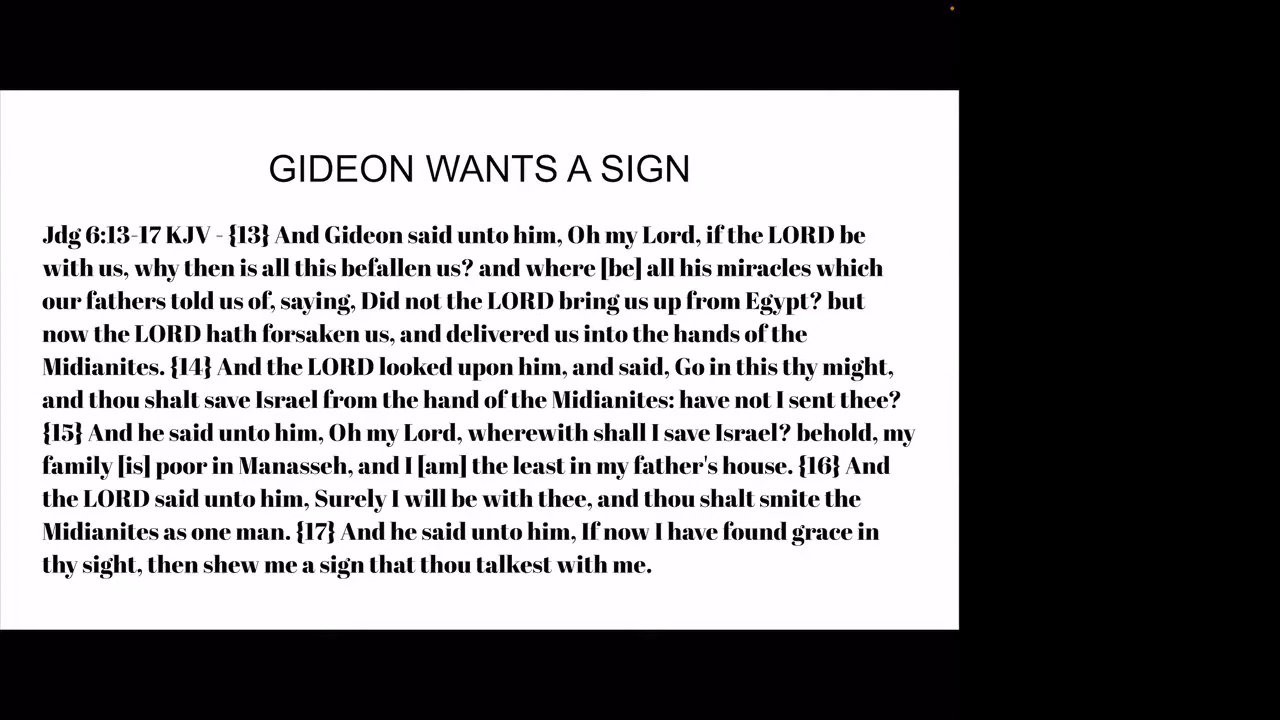 GIDEON WANTS A SIGN
Jdg 6:13-17 KJV - {13} And Gideon said unto him, Oh my Lord, if the LORD be
with us, why then is all this befallen us? and where [be] all his miracles which
our fathers told us of, saying, Did not the LORD bring us up from Egypt? but
now the LORD hath forsaken us, and delivered us into the hands of the
Midianites. {14} And the LORD looked upon him, and said, Go in this thy might,
and thou shalt save Israel from the hand of the Midianites: have not I sent thee?
{15} And he said unto him, Oh my Lord, wherewith shall I save Israel? behold, my
family [is] poor in Manasseh, and I [am] the least in my father's house. {16} And
the LORD said unto him, Surely I will be with thee, and thou shalt smite the
Midianites as one man. {17} And he said unto him, If now I have found grace in
thy sight, then shew me a sign that thou talkest with me.